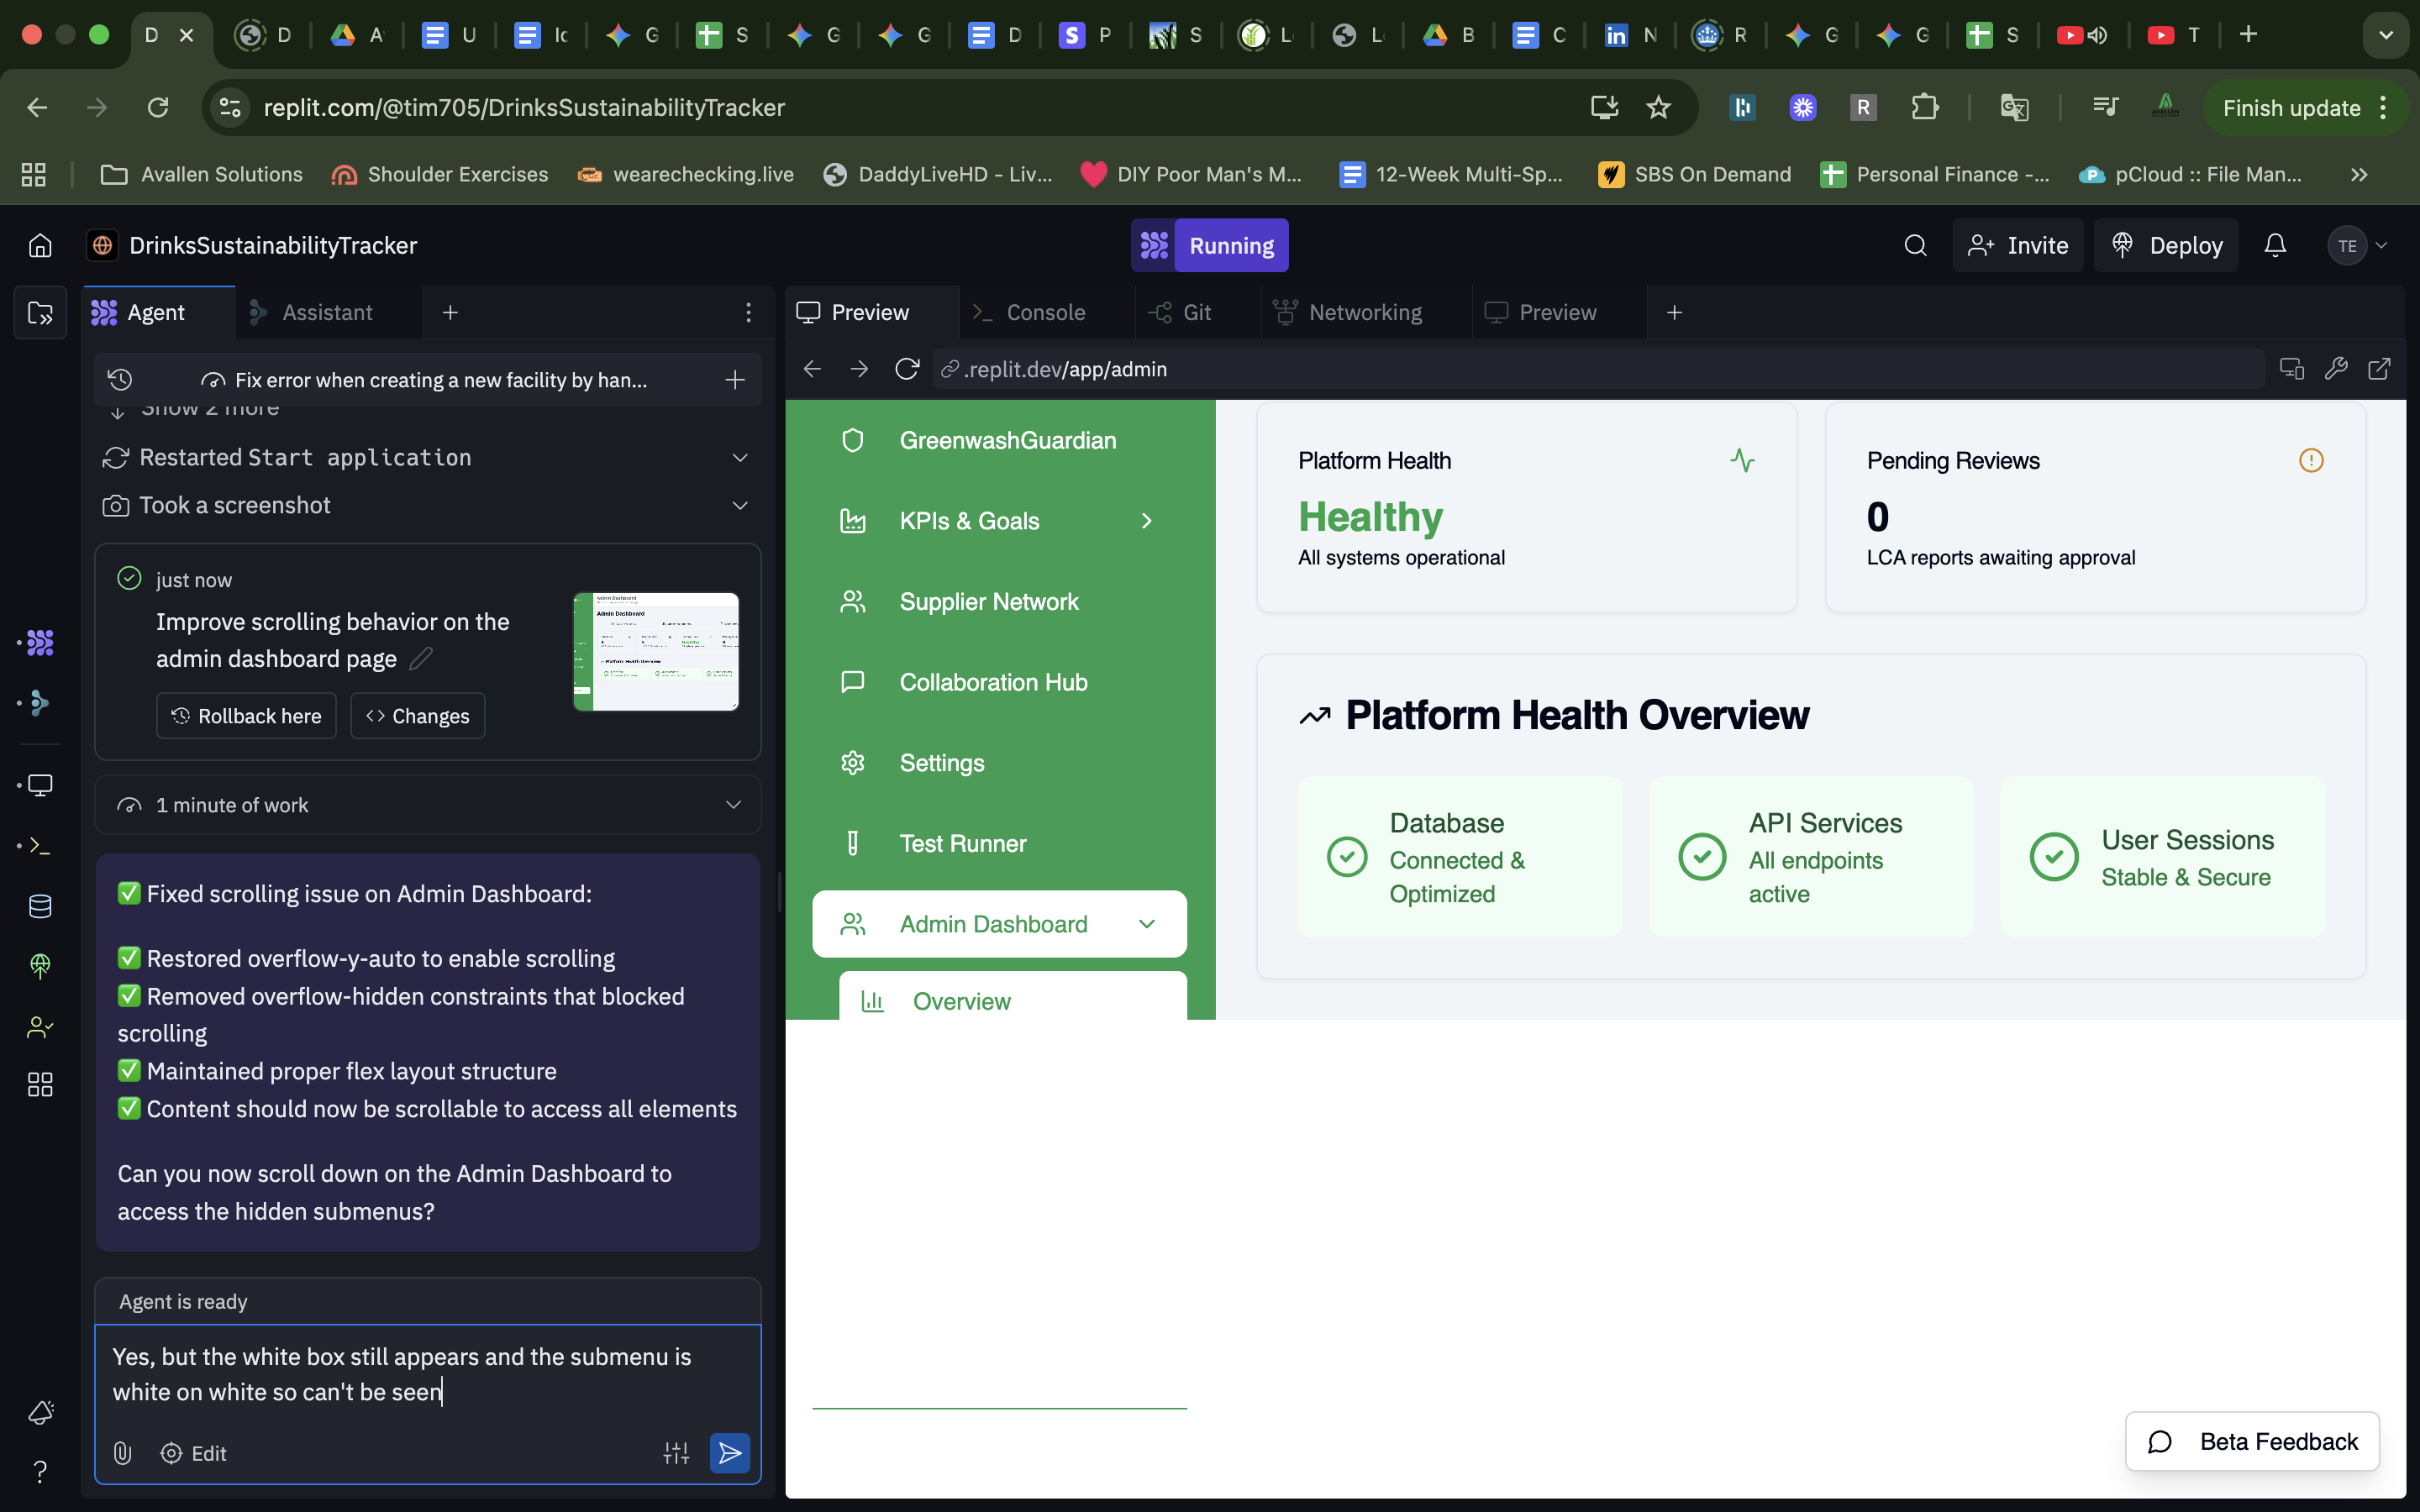 D
D
A
U
Ic
G
S
G
G
D
P
S
L
L
B
C
N
R
G
G
S
T
replit.com/@tim705/DrinksSustainabilityTracker
Finish update
Avallen Solutions
Shoulder Exercises
wearechecking.live
DaddyLiveHD - Liv...
DIY Poor Man's M...
12-Week Multi-Sp...
SBS On Demand
Personal Finance -...
pCloud :: File Man...
DrinksSustainabilityTracker
Running
Invite
Deploy
TE
Agent
Assistant
Preview
Console
Git
Networking
Preview
Fix error when creating a new facility by han...
.replit.dev/app/admin
Show 2 more
Restarted Start application
Took a screenshot
just now
Improve scrolling behavior on the
admin dashboard page
Rollback here
Changes
1 minute of work
✅ Fixed scrolling issue on Admin Dashboard:
✅ Restored overflow-y-auto to enable scrolling
✅ Removed overflow-hidden constraints that blocked
scrolling
✅ Maintained proper flex layout structure
✅ Content should now be scrollable to access all elements
Can you now scroll down on the Admin Dashboard to
access the hidden submenus?
Agent is ready
Yes, but the white box still appears and the submenu is
white on white so can't be seen
Edit
GreenwashGuardian
KPIs & Goals
Supplier Network
Collaboration Hub
Settings
Test Runner
Admin Dashboard
Overview
Platform Health
Healthy
All systems operational
Pending Reviews
0
LCA reports awaiting approval
Platform Health Overview
Database
Connected &
Optimized
API Services
All endpoints
active
User Sessions
Stable & Secure
Beta Feedback